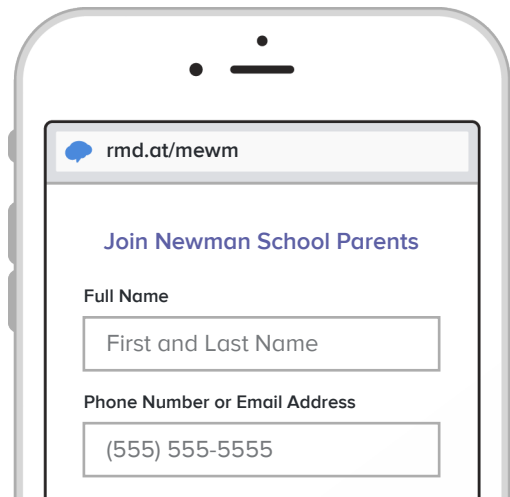 rmd.at/mewm
Join Newman School Parents
Full Name
First and Last Name
Phone Number or Email Address
(555) 555-5555